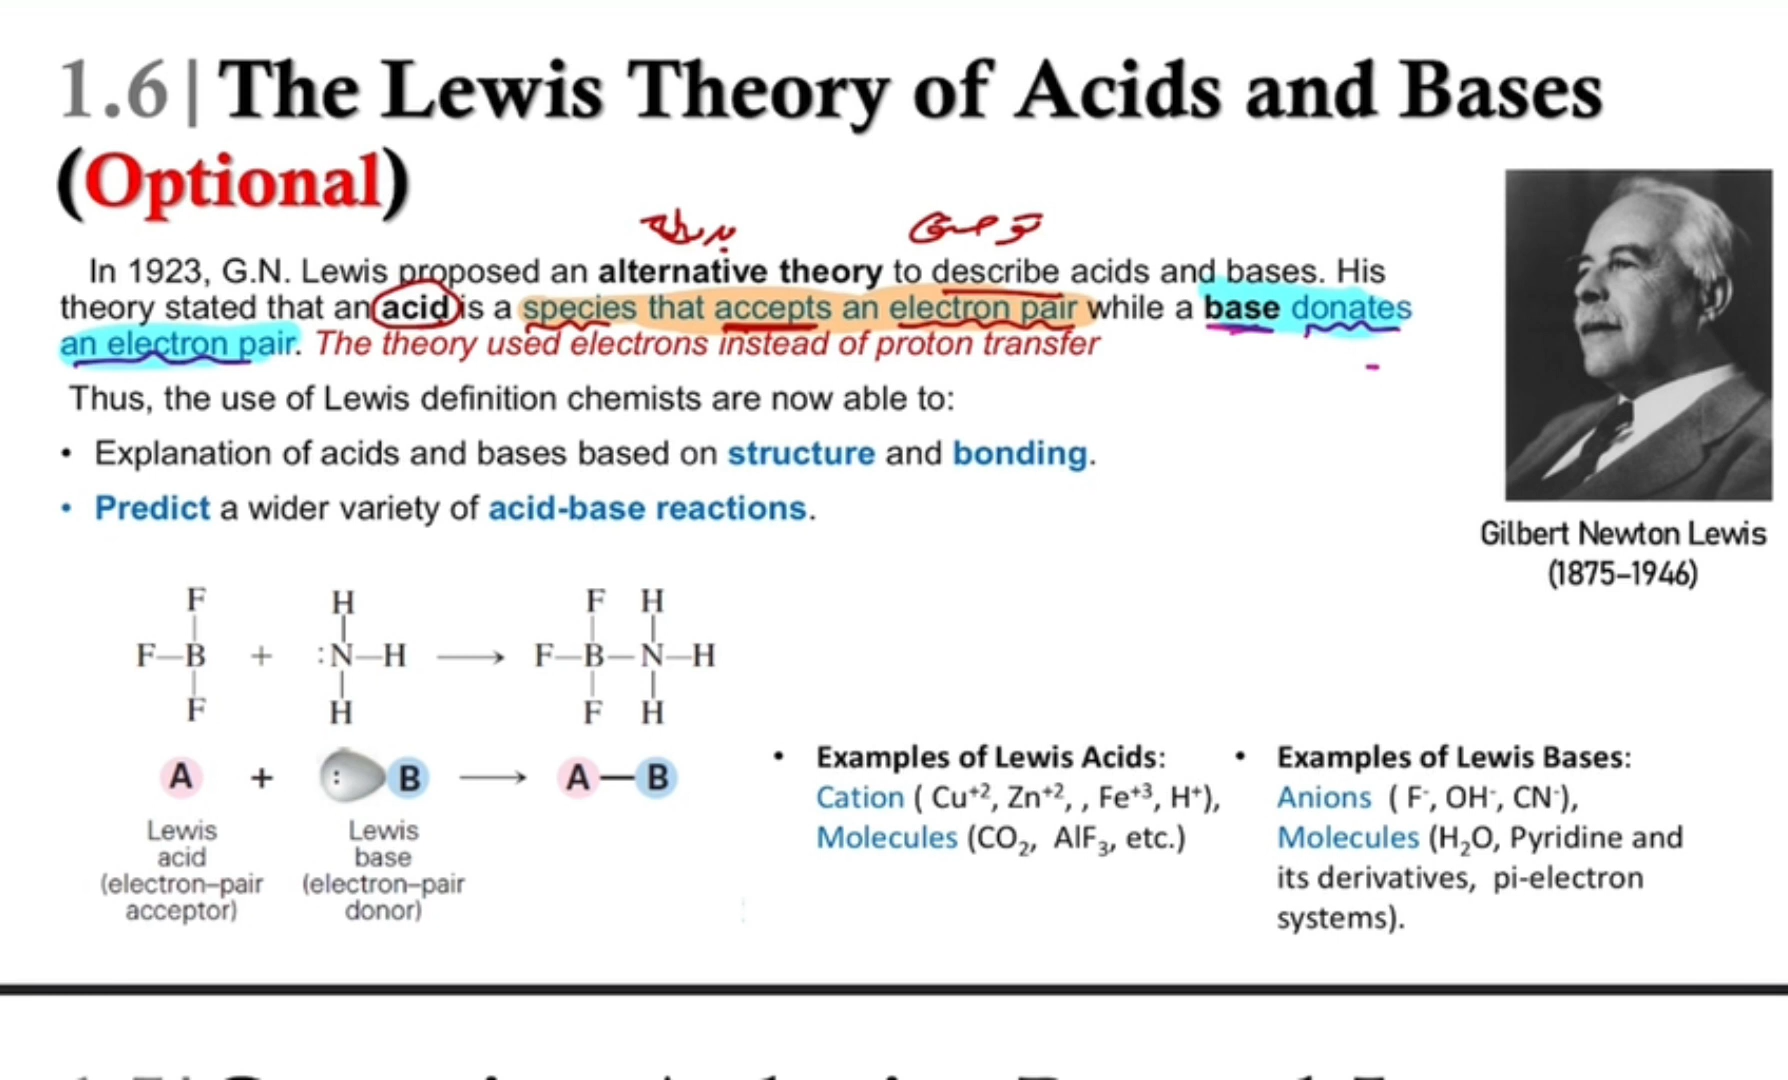 1.6| The Lewis Theory of Acids and Bases
(Optional)
بديلة توصف
In 1923, G.N. Lewis proposed an alternative theory to describe acids and bases. His
theory stated that an acid is a species that accepts an electron pair while a base donates
an electron pair. The theory used electrons instead of proton transfer
Thus, the use of Lewis definition chemists are now able to:
• Explanation of acids and bases based on structure and bonding.
• Predict a wider variety of acid-base reactions.
Gilbert Newton Lewis
(1875–1946)
F H F H
F—B + :N—H ⟶ F—B—N—H
F H F H
A + : B ⟶ A—B
Lewis
acid
(electron–pair
acceptor)
Lewis
base
(electron–pair
donor)
• Examples of Lewis Acids:
Cation ( Cu⁺², Zn⁺², , Fe⁺³, H⁺),
Molecules (CO₂, AlF₃, etc.)
• Examples of Lewis Bases:
Anions ( F⁻, OH⁻, CN⁻),
Molecules (H₂O, Pyridine and
its derivatives, pi-electron
systems).